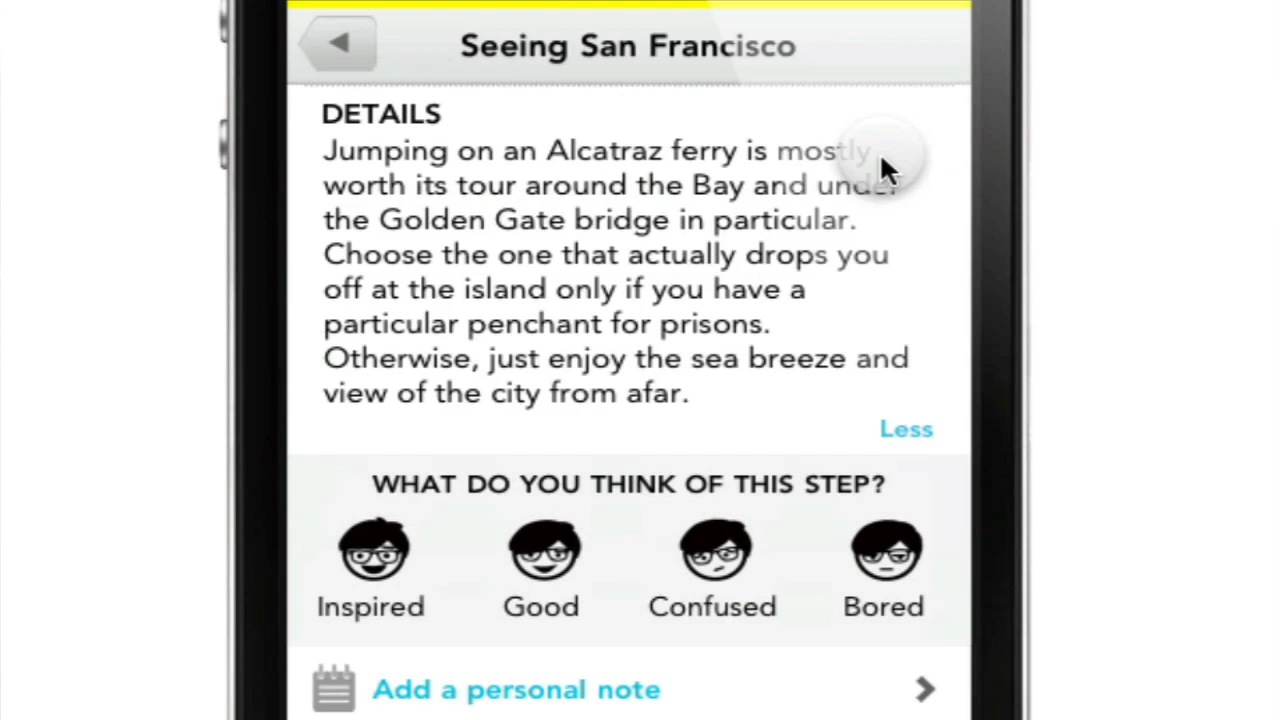 Seeing San Francisco
DETAILS
Jumping on an Alcatraz ferry is mostly
worth its tour around the Bay and under
the Golden Gate bridge in particular.
Choose the one that actually drops you
off at the island only if you have a
particular penchant for prisons.
Otherwise, just enjoy the sea breeze and
view of the city from afar.
Less
WHAT DO YOU THINK OF THIS STEP?
Inspired Good Confused Bored
Add a personal note